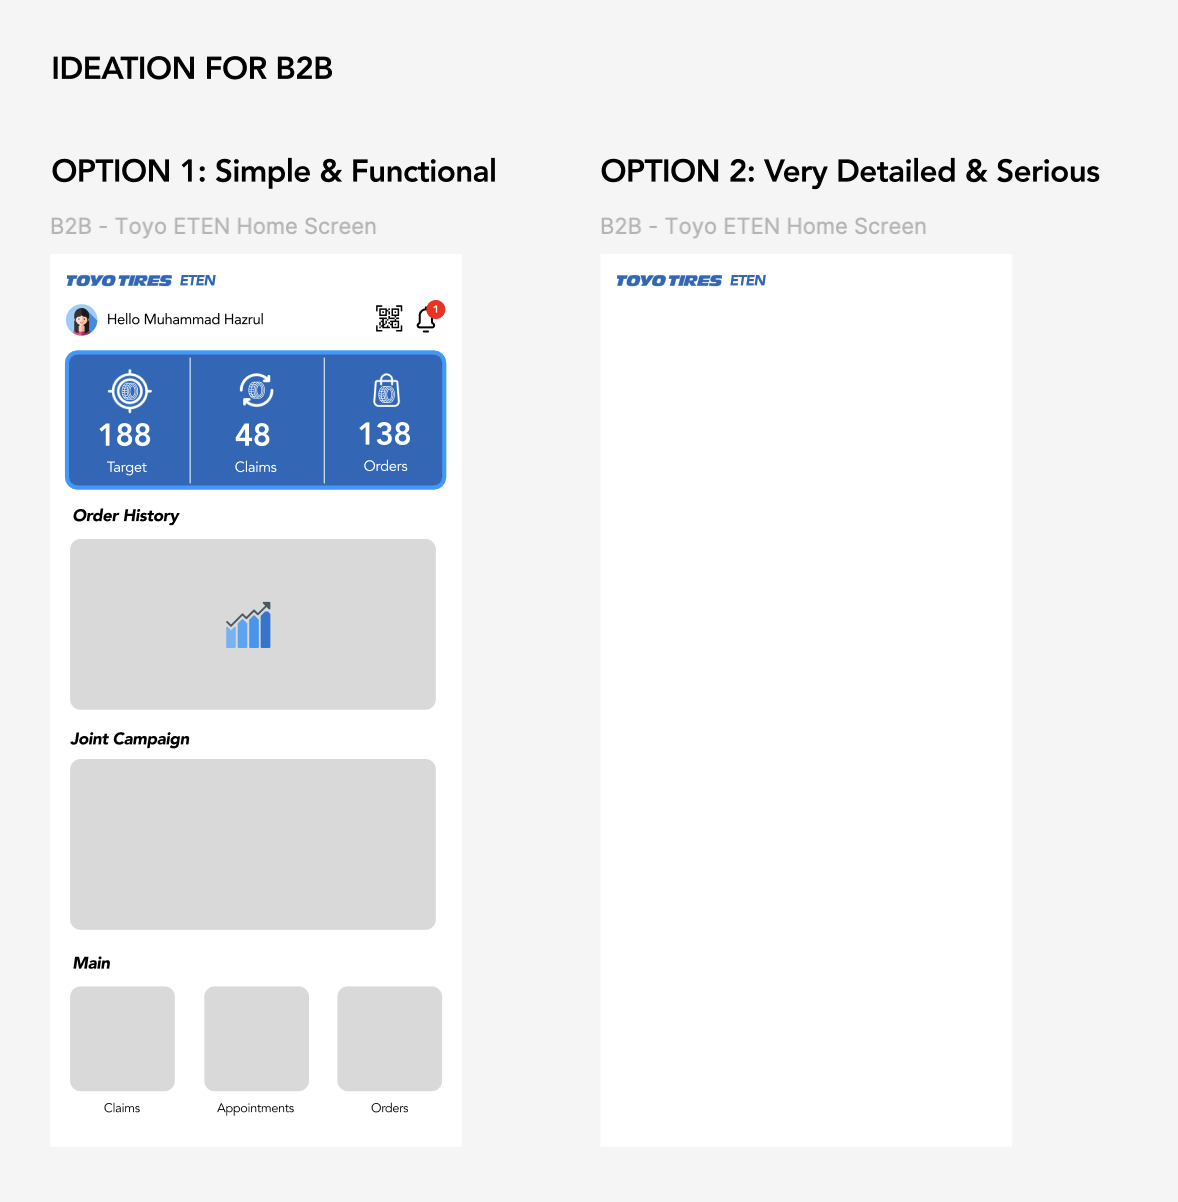 IDEATION FOR B2B
OPTION 1: Simple & Functional
B2B - Toyo ETEN Home Screen
TOYO TIRES ETEN
Hello Muhammad Hazrul
1
188
Target
48
Claims
138
Orders
Order History
Joint Campaign
Main
Claims
Appointments
Orders
OPTION 2: Very Detailed & Serious
B2B - Toyo ETEN Home Screen
TOYO TIRES ETEN